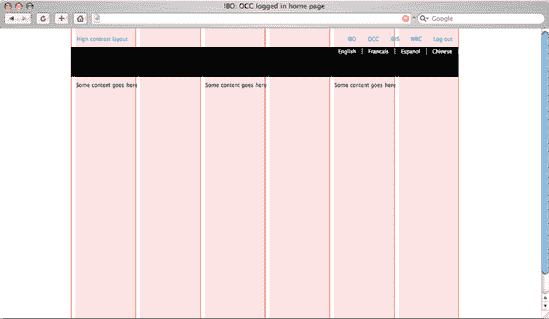 IBO: OCC logged in home page
Google
High contrast layout IBO OCC IBIS WRC Log out
English Francais Espanol Chinese
Some content goes here Some content goes here Some content goes here